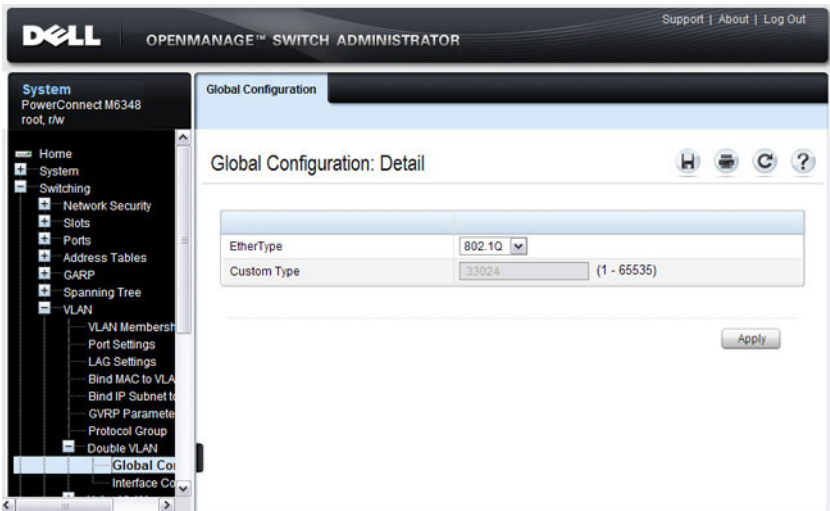 Support | About | Log Out
DELL
OPENMANAGE™ SWITCH ADMINISTRATOR
System
PowerConnect M6348
root, r/w
Global Configuration
Home
System
Switching
Network Security
Slots
Ports
Address Tables
GARP
Spanning Tree
VLAN
VLAN Membersh
Port Settings
LAG Settings
Bind MAC to VLA
Bind IP Subnet to
GVRP Paramete
Protocol Group
Double VLAN
Global Co
Interface Co
Global Configuration: Detail
?
EtherType 802.1Q
Custom Type 33024 (1 - 65535)
Apply